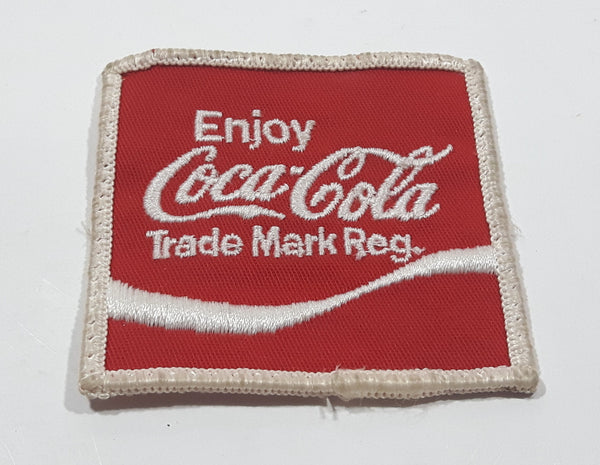 Enjoy
Coca-Cola
Trade Mark Reg.